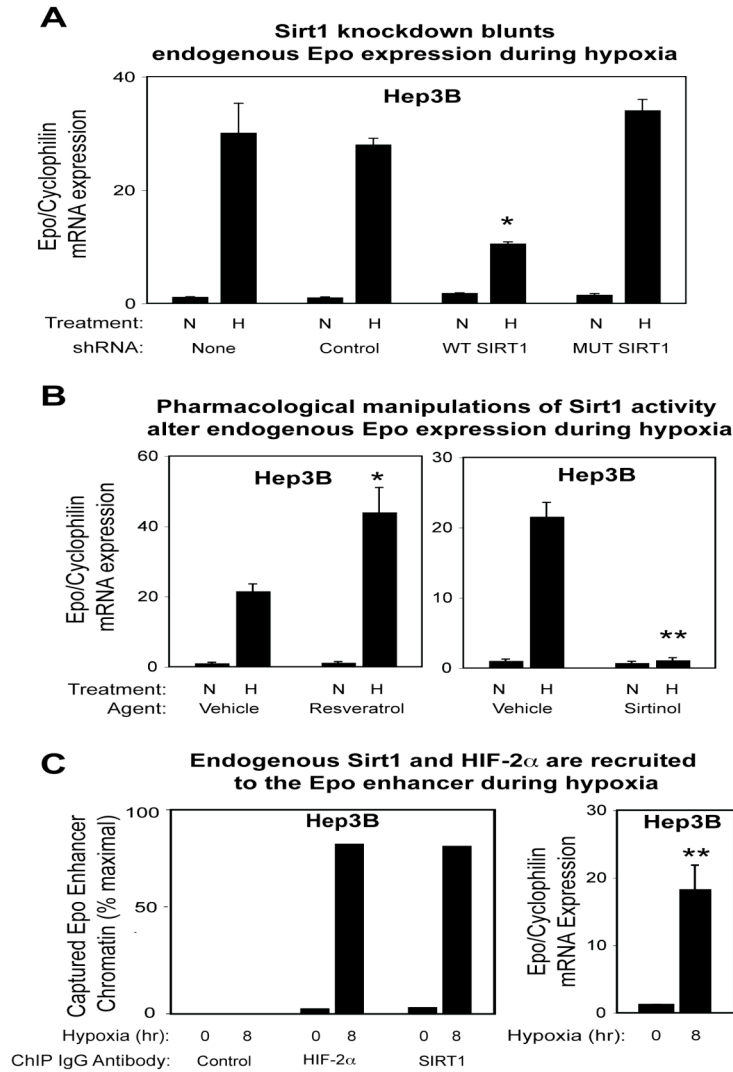 A
Sirt1 knockdown blunts
endogenous Epo expression during hypoxia
Hep3B
Epo/Cyclophilin
mRNA expression
40
20
0
*
Treatment: N H N H N H N H
shRNA: None Control WT SIRT1 MUT SIRT1
B
Pharmacological manipulations of Sirt1 activity
alter endogenous Epo expression during hypoxia
Hep3B
Epo/Cyclophilin
mRNA expression
60
40
20
0
*
Hep3B
30
20
10
0
**
Treatment: N H N H N H N H
Agent: Vehicle Resveratrol Vehicle Sirtinol
C
Endogenous Sirt1 and HIF-2α are recruited
to the Epo enhancer during hypoxia
Hep3B
Captured Epo Enhancer
Chromatin (% maximal)
100
50
0
Hypoxia (hr): 0 8 0 8 0 8
ChIP IgG Antibody: Control HIF-2α SIRT1
Hep3B
Epo/Cyclophilin
mRNA Expression
30
20
10
0
**
Hypoxia (hr): 0 8